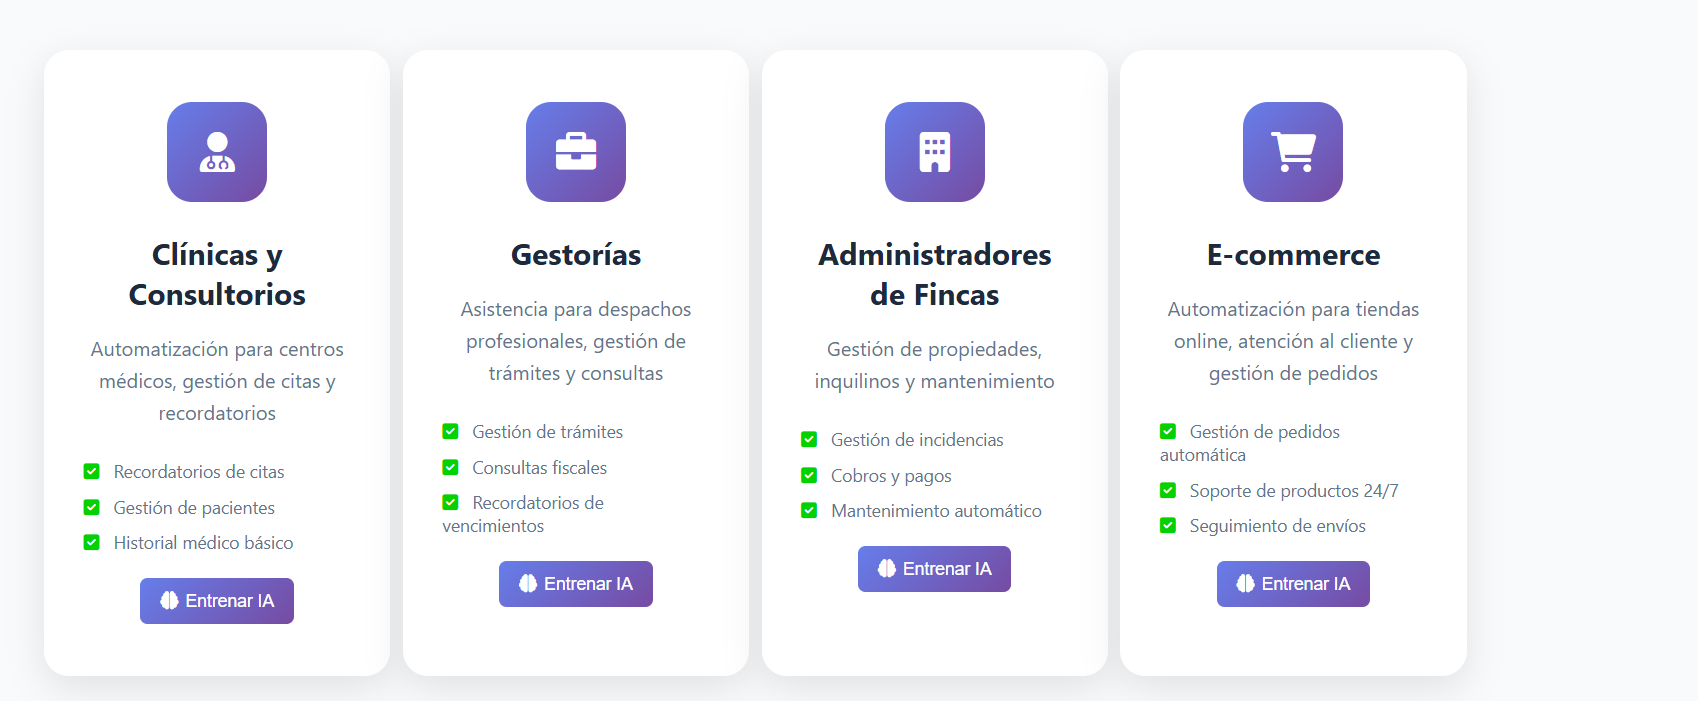 Clínicas y
Consultorios
Automatización para centros
médicos, gestión de citas y
recordatorios
Recordatorios de citas
Gestión de pacientes
Historial médico básico
Entrenar IA
Gestorías
Asistencia para despachos
profesionales, gestión de
trámites y consultas
Gestión de trámites
Consultas fiscales
Recordatorios de
vencimientos
Entrenar IA
Administradores
de Fincas
Gestión de propiedades,
inquilinos y mantenimiento
Gestión de incidencias
Cobros y pagos
Mantenimiento automático
Entrenar IA
E-commerce
Automatización para tiendas
online, atención al cliente y
gestión de pedidos
Gestión de pedidos
automática
Soporte de productos 24/7
Seguimiento de envíos
Entrenar IA